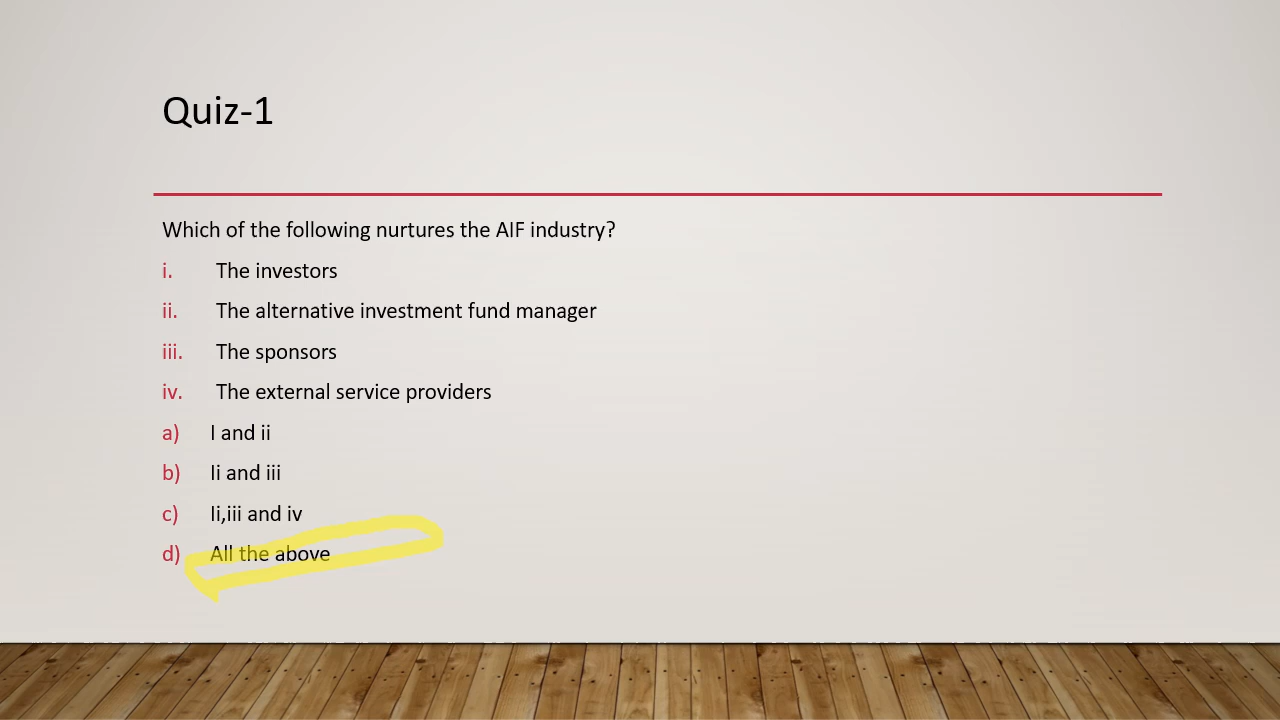 Quiz-1
Which of the following nurtures the AIF industry?
i. The investors
ii. The alternative investment fund manager
iii. The sponsors
iv. The external service providers
a) I and ii
b) Ii and iii
c) Ii,iii and iv
d) All the above